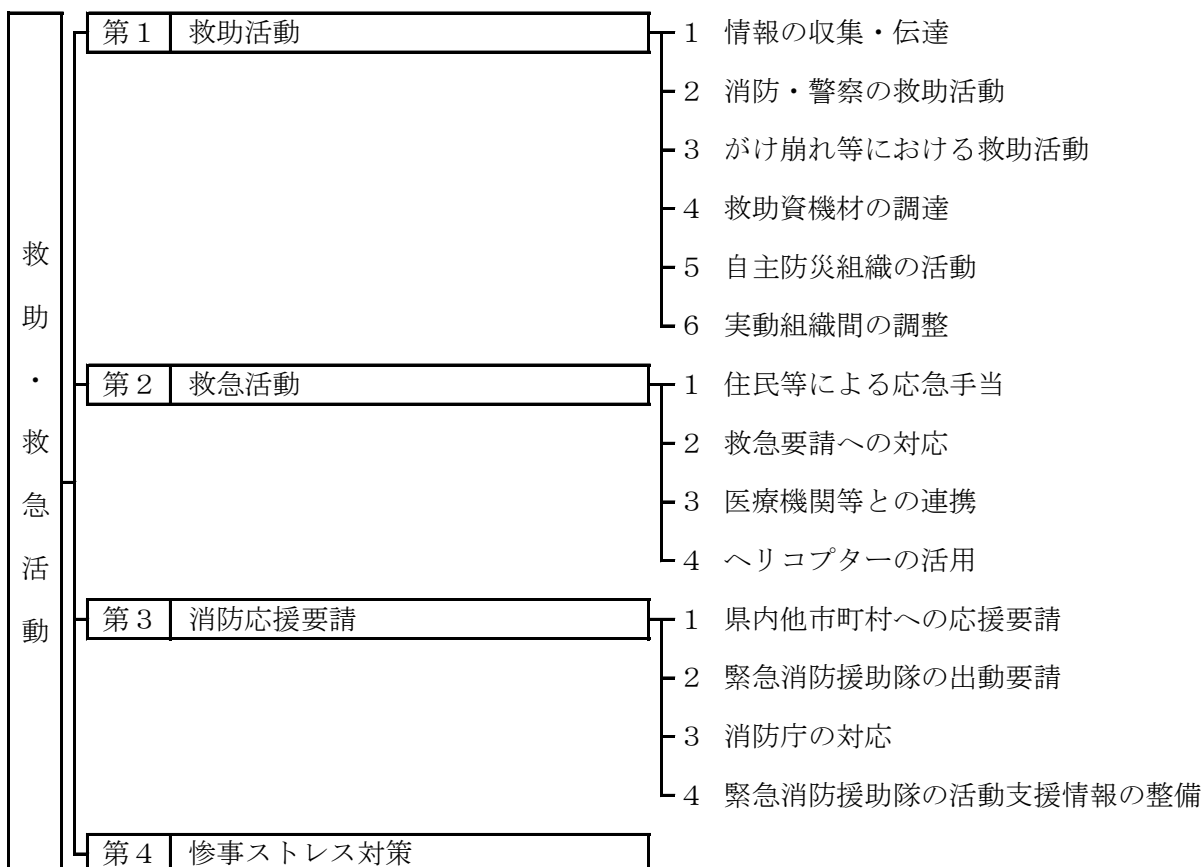 救助・救急活動
第１ 救助活動
１ 情報の収集・伝達
２ 消防・警察の救助活動
３ がけ崩れ等における救助活動
４ 救助資機材の調達
５ 自主防災組織の活動
６ 実動組織間の調整
第２ 救急活動
１ 住民等による応急手当
２ 救急要請への対応
３ 医療機関等との連携
４ ヘリコプターの活用
第３ 消防応援要請
１ 県内他市町村への応援要請
２ 緊急消防援助隊の出動要請
３ 消防庁の対応
４ 緊急消防援助隊の活動支援情報の整備
第４ 惨事ストレス対策